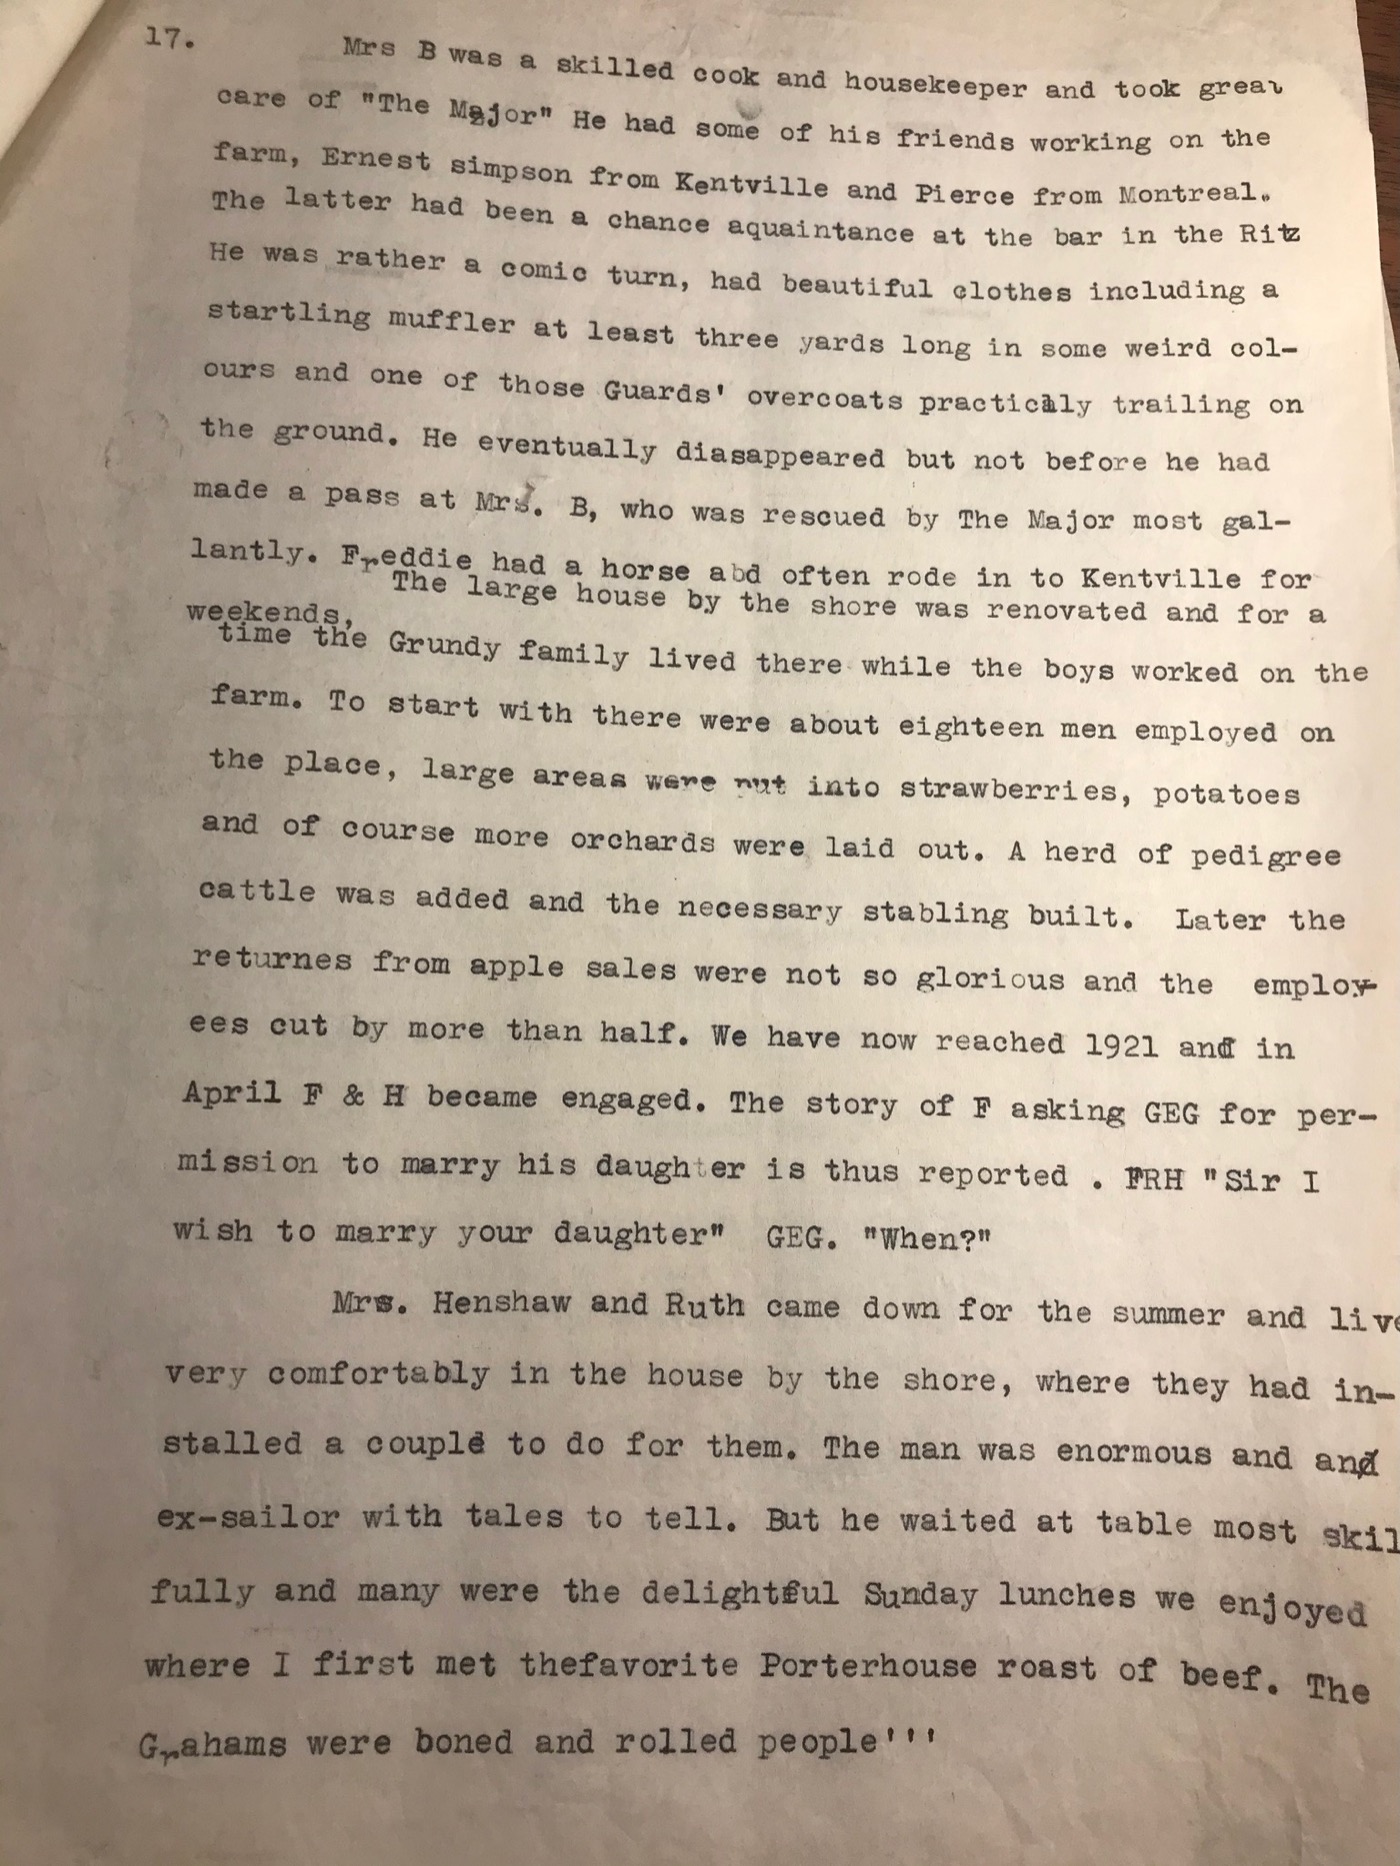 17.
Mrs B was a skilled cook and housekeeper and took great
care of "The Major" He had some of his friends working on the
farm, Ernest simpson from Kentville and Pierce from Montreal.
The latter had been a chance aquaintance at the bar in the Ritz
He was rather a comic turn, had beautiful clothes including a
startling muffler at least three yards long in some weird col-
ours and one of those Guards' overcoats practically trailing on
the ground. He eventually diasappeared but not before he had
made a pass at Mrs. B, who was rescued by The Major most gal-
lantly. Freddie had a horse abd often rode in to Kentville for
weekends,
The large house by the shore was renovated and for a
time the Grundy family lived there while the boys worked on the
farm. To start with there were about eighteen men employed on
the place, large areas were put into strawberries, potatoes
and of course more orchards were laid out. A herd of pedigree
cattle was added and the necessary stabling built. Later the
returnes from apple sales were not so glorious and the employ-
ees cut by more than half. We have now reached 1921 and in
April F & H became engaged. The story of F asking GEG for per-
mission to marry his daughter is thus reported . FRH "Sir I
wish to marry your daughter" GEG. "When?"
Mrs. Henshaw and Ruth came down for the summer and live
very comfortably in the house by the shore, where they had in-
stalled a couple to do for them. The man was enormous and and
ex-sailor with tales to tell. But he waited at table most skil
fully and many were the delightful Sunday lunches we enjoyed
where I first met thefavorite Porterhouse roast of beef. The
Grahams were boned and rolled people'''